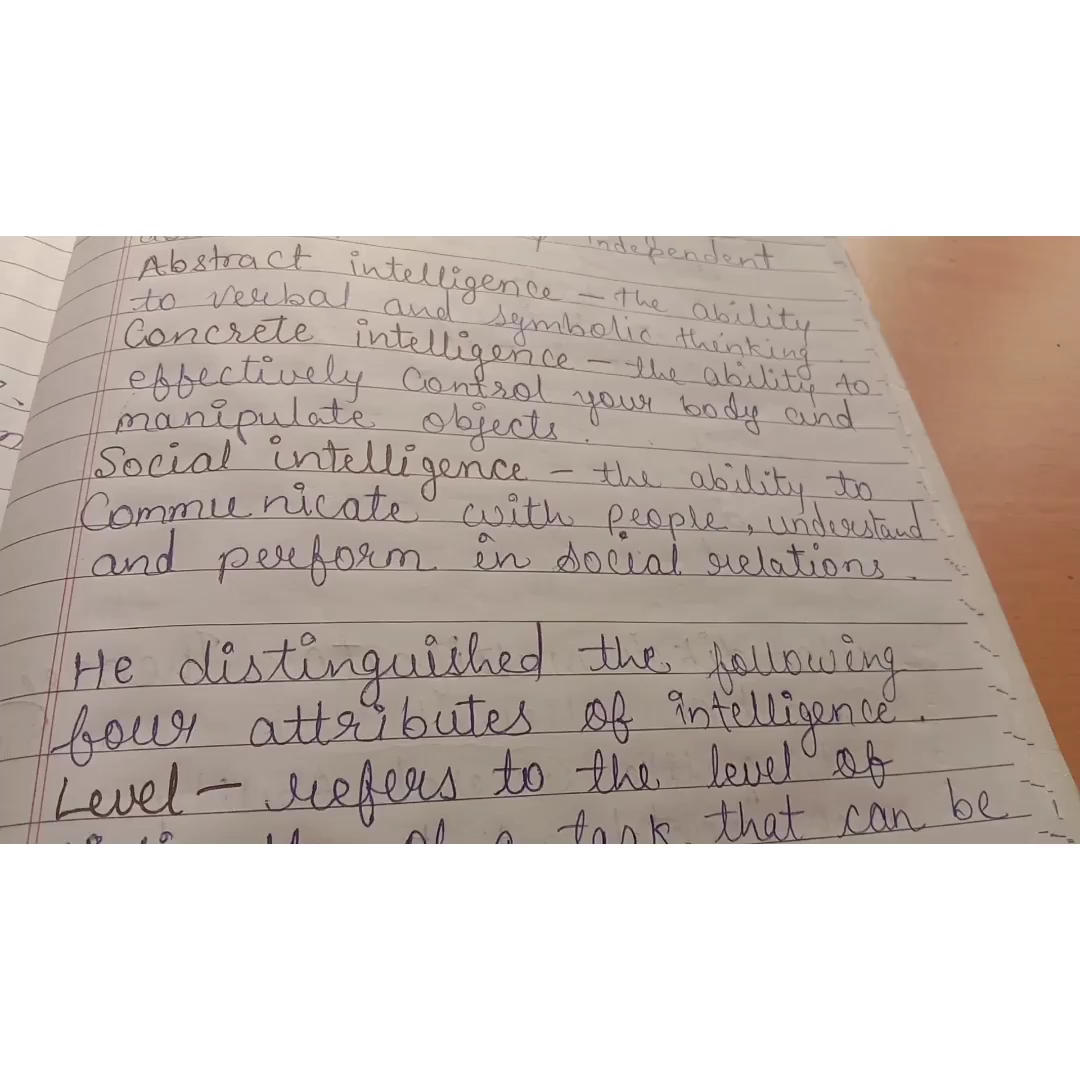 independent
Abstract intelligence – the ability
to verbal and symbolic thinking
Concrete intelligence – the ability to
effectively control your body and
manipulate objects.
Social intelligence – the ability to
Communicate with people, understand
and perform in social relations.
He distinguished the following
four attributes of intelligence.
Level – refers to the level of
of a task that can be